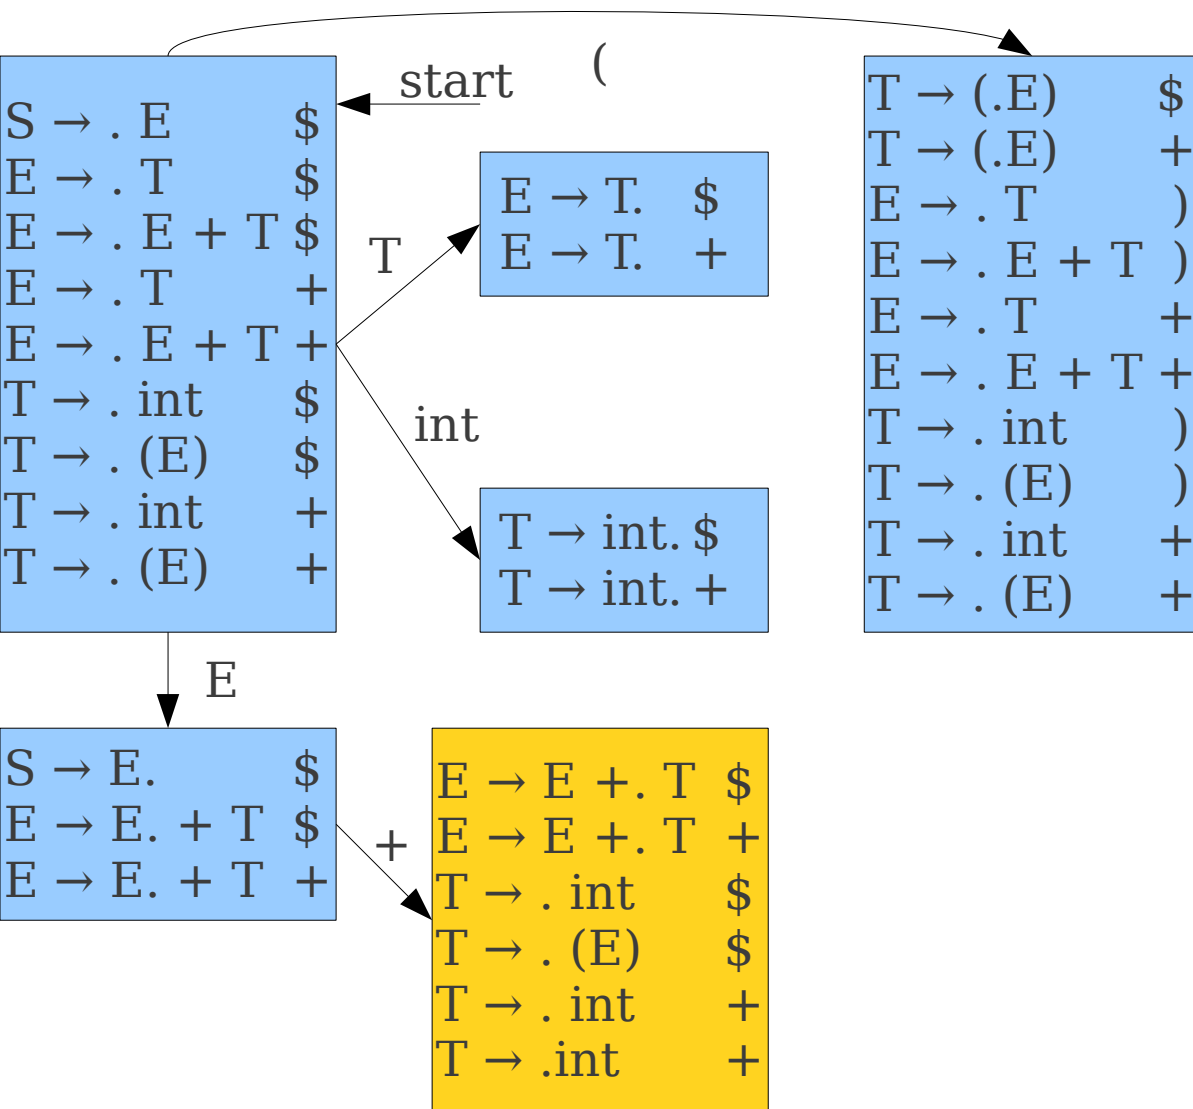 (
start
S → . E $
E → . T $
E → . E + T $
E → . T +
E → . E + T +
T → . int $
T → . (E) $
T → . int +
T → . (E) +
T
E → T. $
E → T. +
int
T → int. $
T → int. +
T → (.E) $
T → (.E) +
E → . T )
E → . E + T )
E → . T +
E → . E + T +
T → . int )
T → . (E) )
T → . int +
T → . (E) +
E
S → E. $
E → E. + T $
E → E. + T +
+
E → E +. T $
E → E +. T +
T → . int $
T → . (E) $
T → . int +
T → .int +